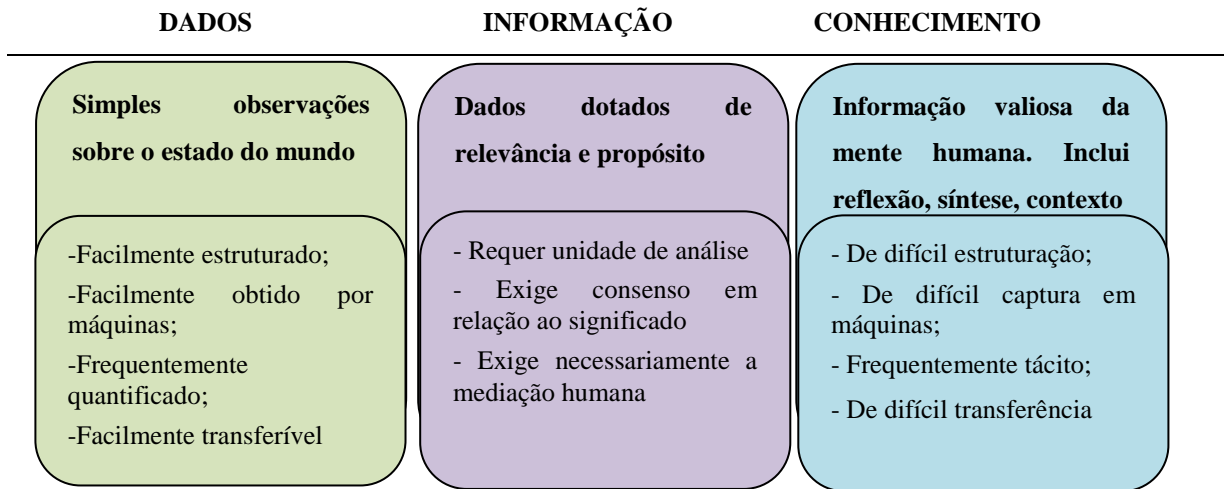 DADOS
INFORMAÇÃO
CONHECIMENTO
Simples observações
sobre o estado do mundo
-Facilmente estruturado;
-Facilmente obtido por
máquinas;
-Frequentemente
quantificado;
-Facilmente transferível
Dados dotados de
relevância e propósito
- Requer unidade de análise
- Exige consenso em
relação ao significado
- Exige necessariamente a
mediação humana
Informação valiosa da
mente humana. Inclui
reflexão, síntese, contexto
- De difícil estruturação;
- De difícil captura em
máquinas;
- Frequentemente tácito;
- De difícil transferência